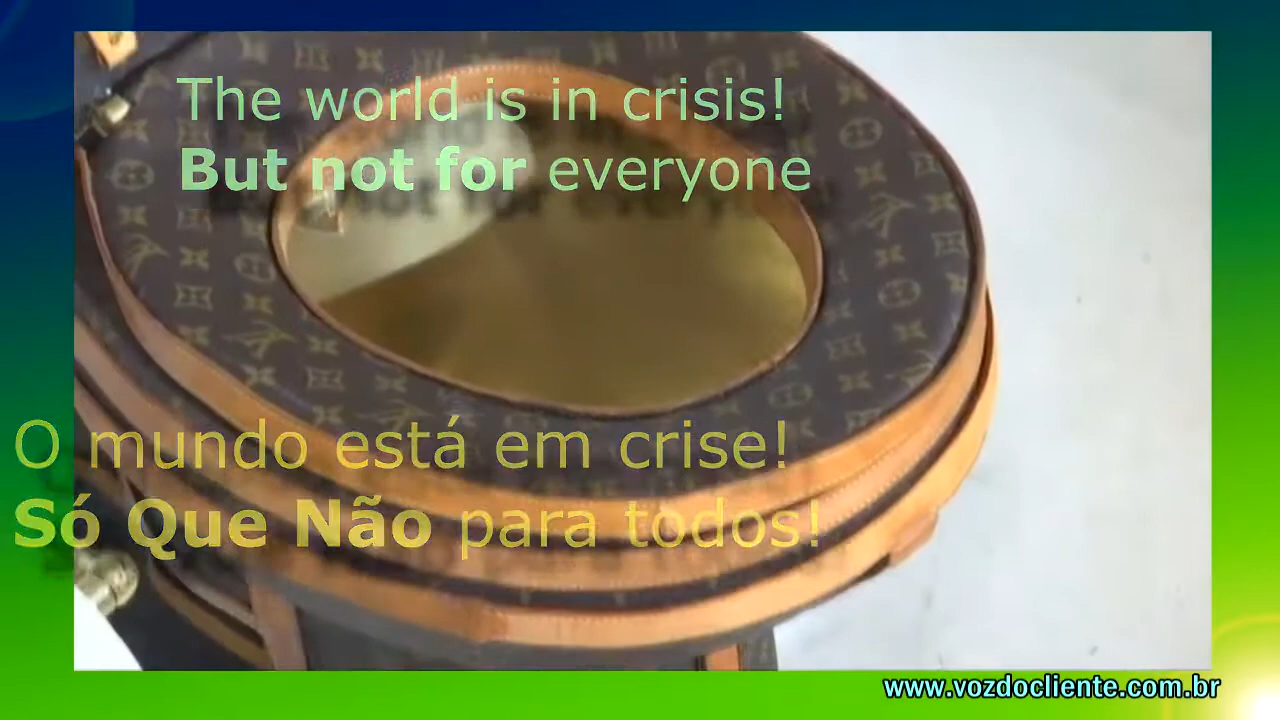 The world is in crisis!
But not for everyone
O mundo está em crise!
Só Que Não para todos!
www.vozdocliente.com.br